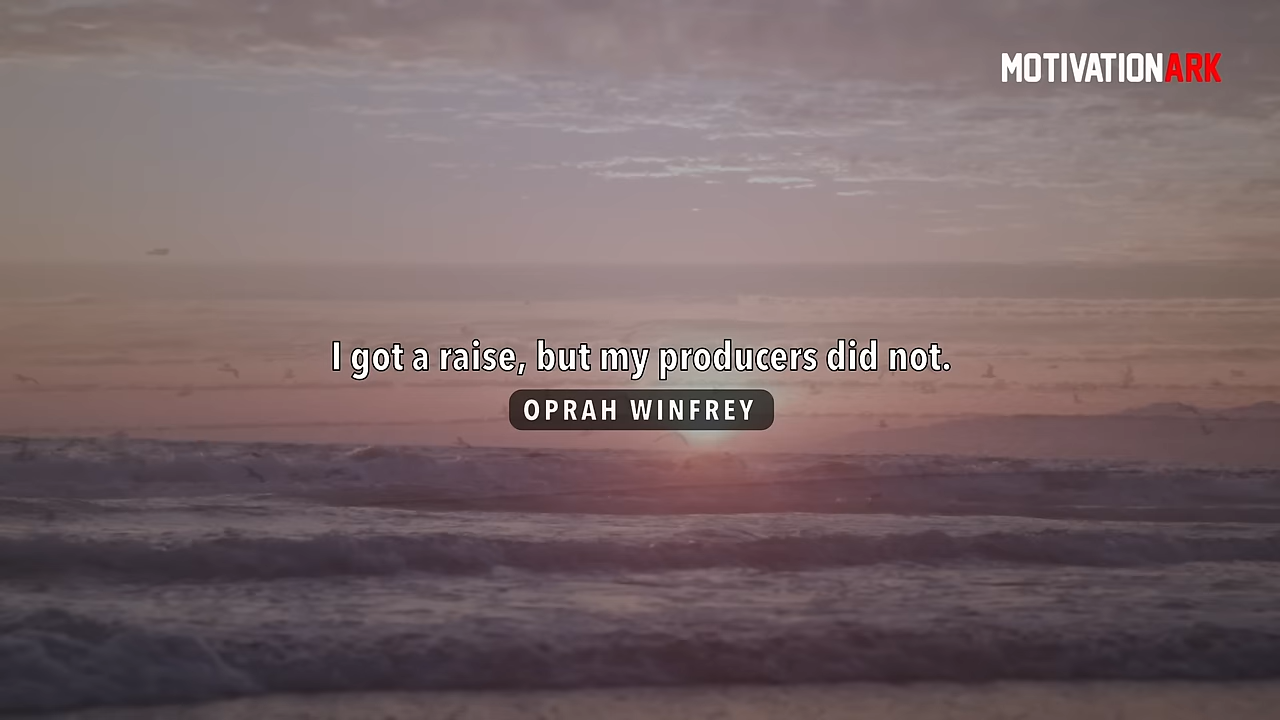 MOTIVATIONARK
I got a raise, but my producers did not.
OPRAH WINFREY